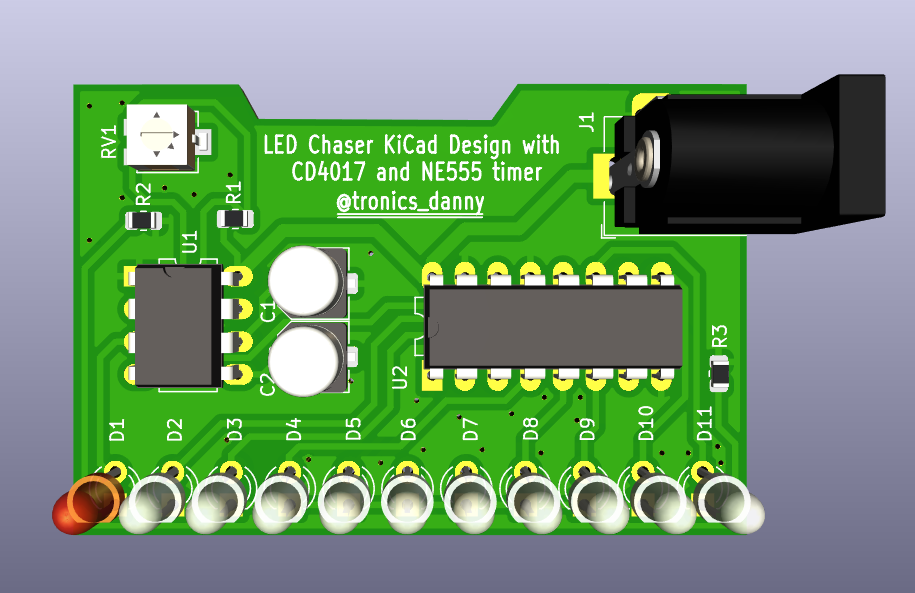 J1
RV1
LED Chaser KiCad Design with
CD4017 and NE555 timer
@tronics_danny
R2
R1
U1
C1
C2
U2
R3
D1
D2
D3
D4
D5
D6
D7
D8
D9
D10
D11